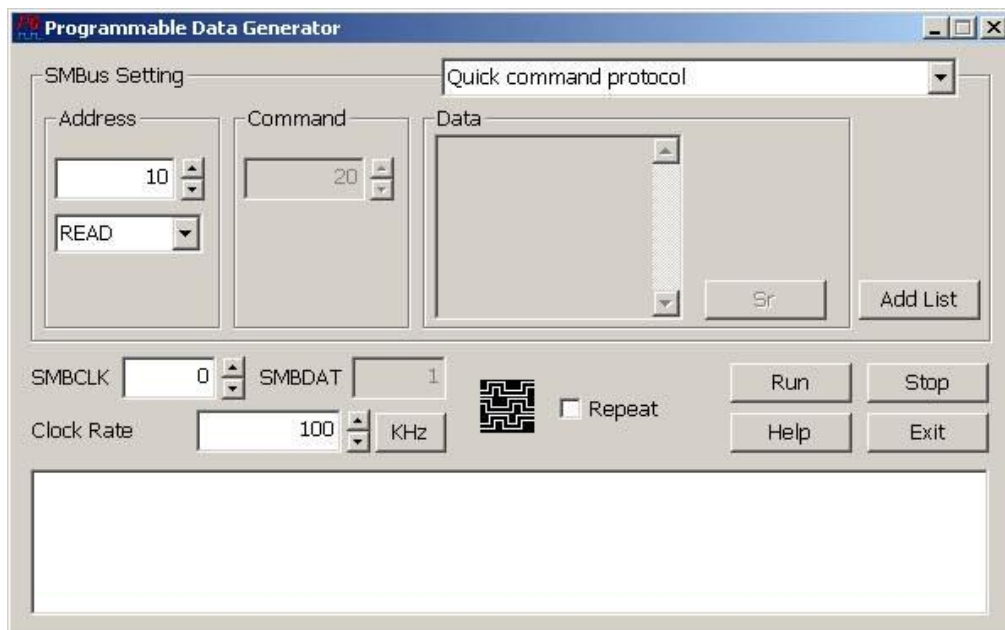 Programmable Data Generator
SMBus Setting
Quick command protocol
Address
Command
Data
10
20
READ
Sr
Add List
SMBCLK
0
SMBDAT
1
Repeat
Run
Stop
Clock Rate
100
KHz
Help
Exit